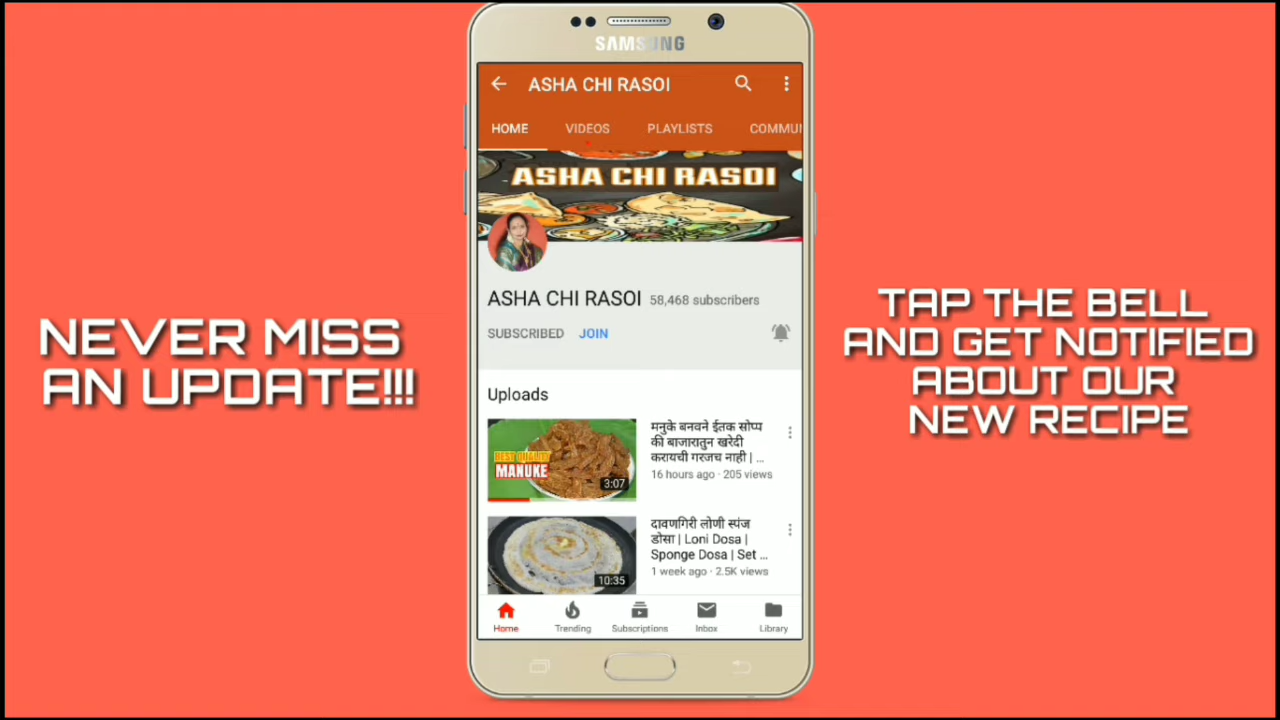 NEVER MISS
AN UPDATE!!!
SAMSUNG
ASHA CHI RASOI
HOME VIDEOS PLAYLISTS COMMU
ASHA CHI RASOI
ASHA CHI RASOI 58,468 subscribers
SUBSCRIBED JOIN
Uploads
BEST QUALITY
MANUKE
3:07
मनुके बनवने ईतक सोप्प
की बाजारातुन खरेदी
करायची गरजच नाही | ...
16 hours ago · 205 views
10:35
दावणगिरी लोणी स्पंज
डोसा | Loni Dosa |
Sponge Dosa | Set ...
1 week ago · 2.5K views
Home Trending Subscriptions Inbox Library
TAP THE BELL
AND GET NOTIFIED
ABOUT OUR
NEW RECIPE